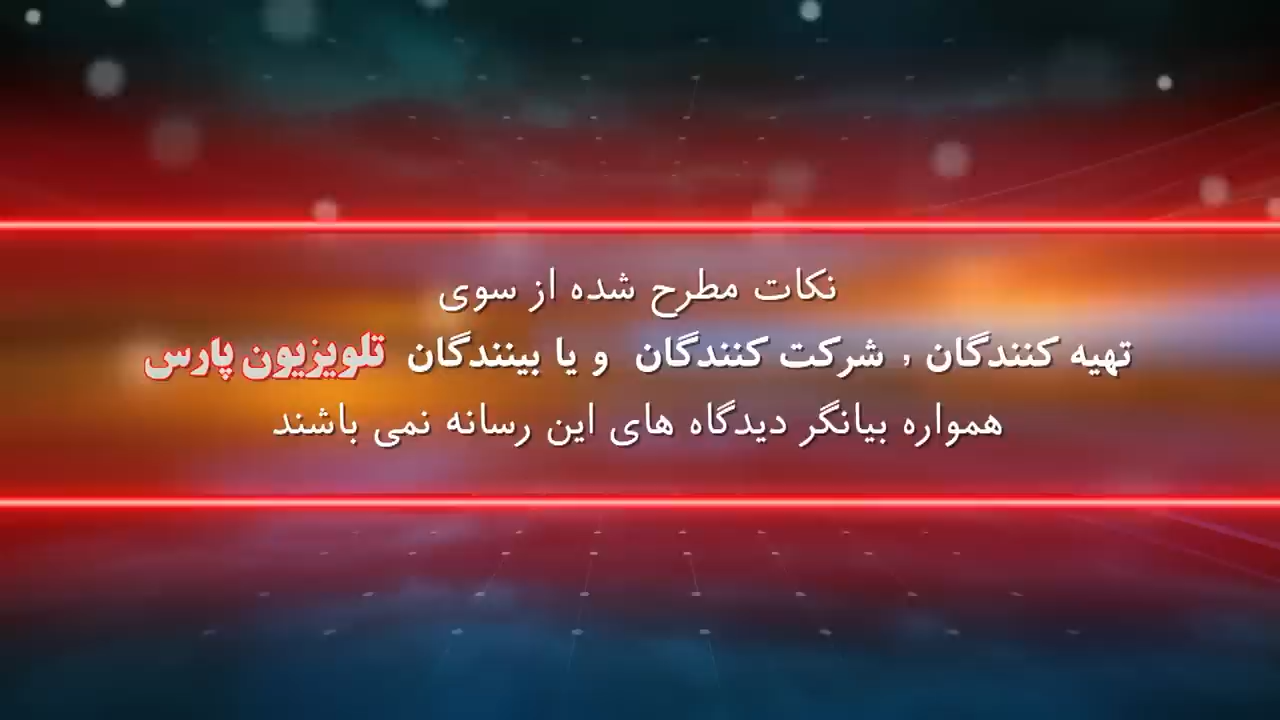 نکات مطرح شده از سوی
تهیه کنندگان , شرکت کنندگان و یا بینندگان تلویزیون پارس
همواره بیانگر دیدگاه های این رسانه نمی باشند